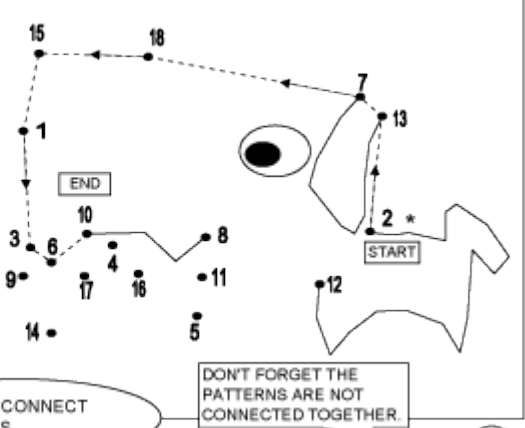 15
18
7
13
1
END
10
2 *
3
6
8
START
4
9
17
16
11
12
14
5
DON'T FORGET THE
PATTERNS ARE NOT
CONNECTED TOGETHER.
CONNECT
S